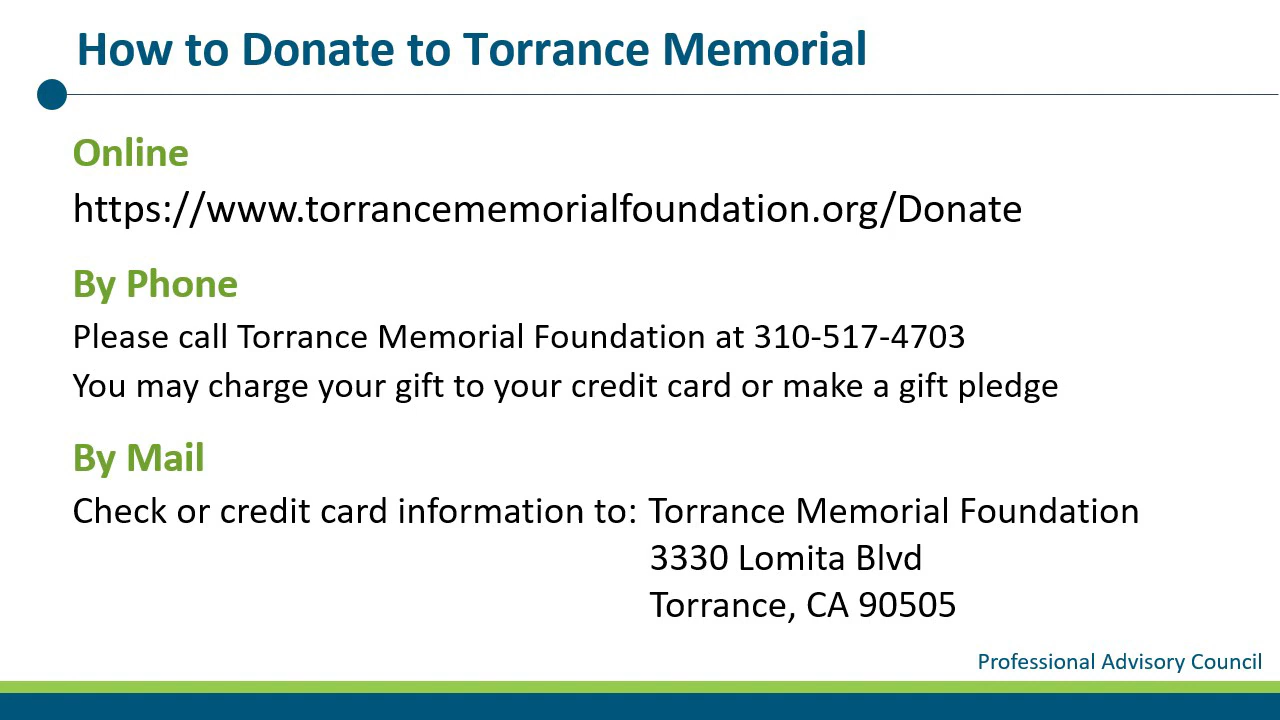 How to Donate to Torrance Memorial
Online
https://www.torrancememorialfoundation.org/Donate
By Phone
Please call Torrance Memorial Foundation at 310-517-4703
You may charge your gift to your credit card or make a gift pledge
By Mail
Check or credit card information to: Torrance Memorial Foundation
3330 Lomita Blvd
Torrance, CA 90505
Professional Advisory Council